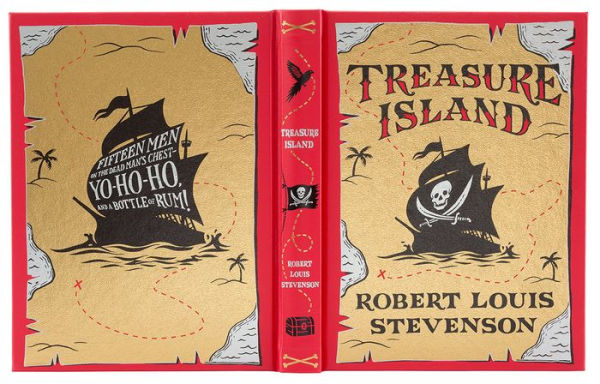 FIFTEEN MEN
ON THE DEAD MAN'S CHEST–
YO-HO-HO,
AND A BOTTLE OF RUM!
TREASURE
ISLAND
ROBERT
LOUIS
STEVENSON
TREASURE
ISLAND
ROBERT LOUIS
STEVENSON